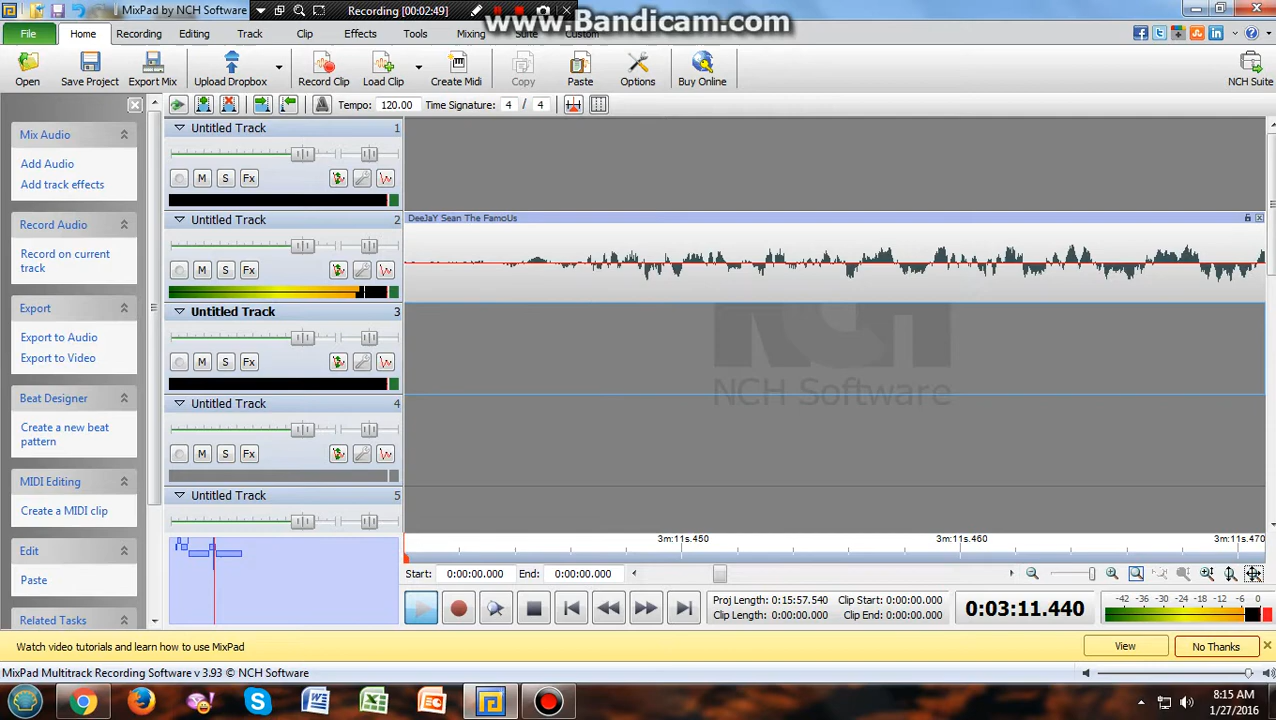 MixPad by NCH Software
Recording [00:02:49]
www.Bandicam.com
File Home Recording Editing Track Clip Effects Tools Mixing Suite Custom
Open Save Project Export Mix Upload Dropbox Record Clip Load Clip Create Midi Copy Paste Options Buy Online NCH Suite
Tempo: 120.00 Time Signature: 4 / 4
Mix Audio
Add Audio
Add track effects
Record Audio
Record on current
track
Export
Export to Audio
Export to Video
Beat Designer
Create a new beat
pattern
MIDI Editing
Create a MIDI clip
Edit
Paste
Related Tasks
Untitled Track 1
M S Fx
Untitled Track 2
M S Fx
Untitled Track 3
M S Fx
Untitled Track 4
M S Fx
Untitled Track 5
DeeJaY Sean The FamoUs
NCH
NCH Software
3m:11s.450 3m:11s.460 3m:11s.470
Start: 0:00:00.000 End: 0:00:00.000
Proj Length: 0:15:57.540 Clip Start: 0:00:00.000
Clip Length: 0:00:00.000 Clip End: 0:00:00.000
0:03:11.440
-42 -36 -30 -24 -18 -12 -6 0
Watch video tutorials and learn how to use MixPad View No Thanks
MixPad Multitrack Recording Software v 3.93 © NCH Software
8:15 AM
1/27/2016